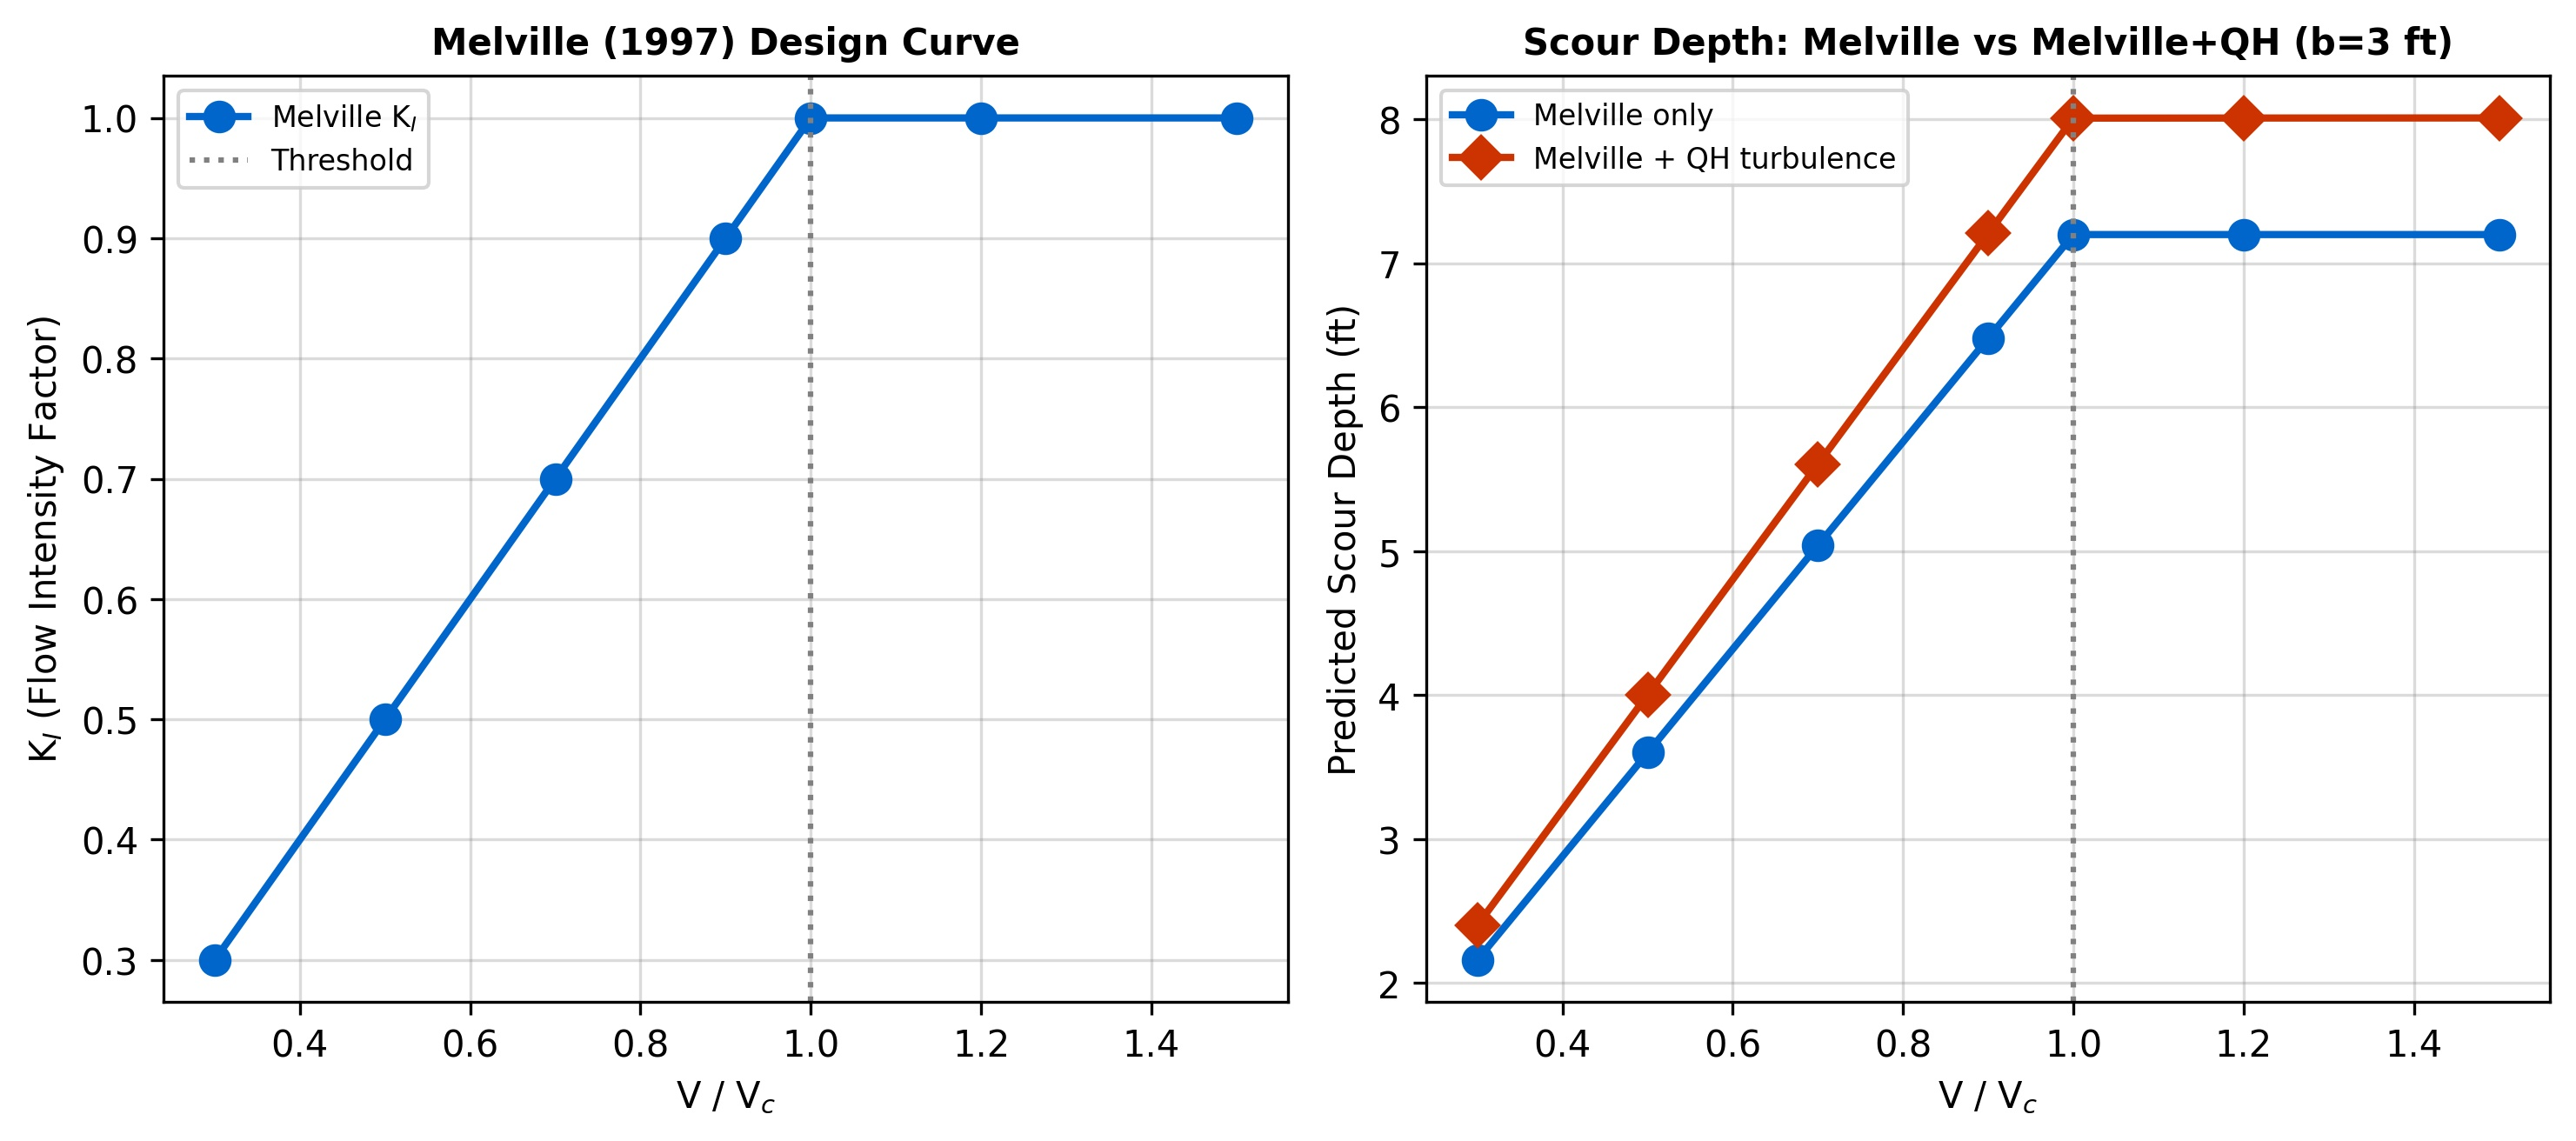 Melville (1997) Design Curve
Melville K_I
Threshold
K_I (Flow Intensity Factor)
1.0
0.9
0.8
0.7
0.6
0.5
0.4
0.3
0.4 0.6 0.8 1.0 1.2 1.4
V / V_c
Scour Depth: Melville vs Melville+QH (b=3 ft)
Melville only
Melville + QH turbulence
Predicted Scour Depth (ft)
8
7
6
5
4
3
2
0.4 0.6 0.8 1.0 1.2 1.4
V / V_c